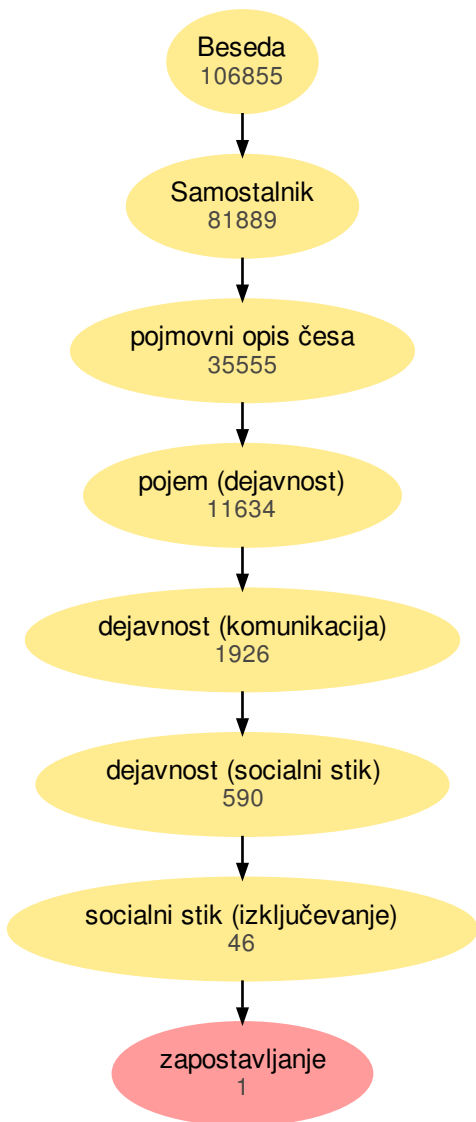 Beseda
106855
Samostalnik
81889
pojmovni opis česa
35555
pojem (dejavnost)
11634
dejavnost (komunikacija)
1926
dejavnost (socialni stik)
590
socialni stik (izključevanje)
46
zapostavljanje
1